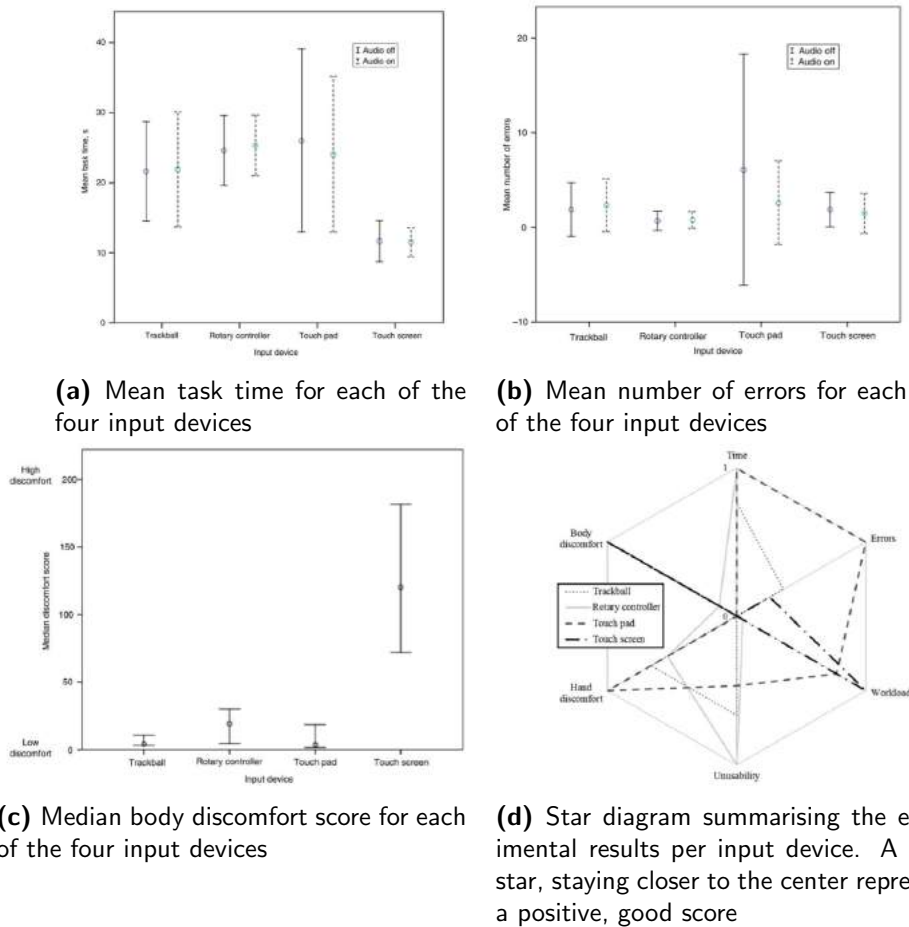 40
30
20
10
0
Mean task time, s
Audio off
Audio on
Trackball
Rotary controller
Touch pad
Touch screen
Input device
20
10
0
−10
Mean number of errors
Audio off
Audio on
Trackball
Rotary controller
Touch pad
Touch screen
Input device
(a) Mean task time for each of the
four input devices
(b) Mean number of errors for each
of the four input devices
High
discomfort
200
150
100
50
0
Low
discomfort
Median discomfort score
Trackball
Rotary controller
Touch pad
Touch screen
Input device
Time
1
Body
discomfort
Errors
Trackball
Rotary controller
Touch pad
Touch screen
0
Hand
discomfort
Workload
Unusability
(c) Median body discomfort score for each
of the four input devices
(d) Star diagram summarising the e
imental results per input device. A
star, staying closer to the center repre
a positive, good score